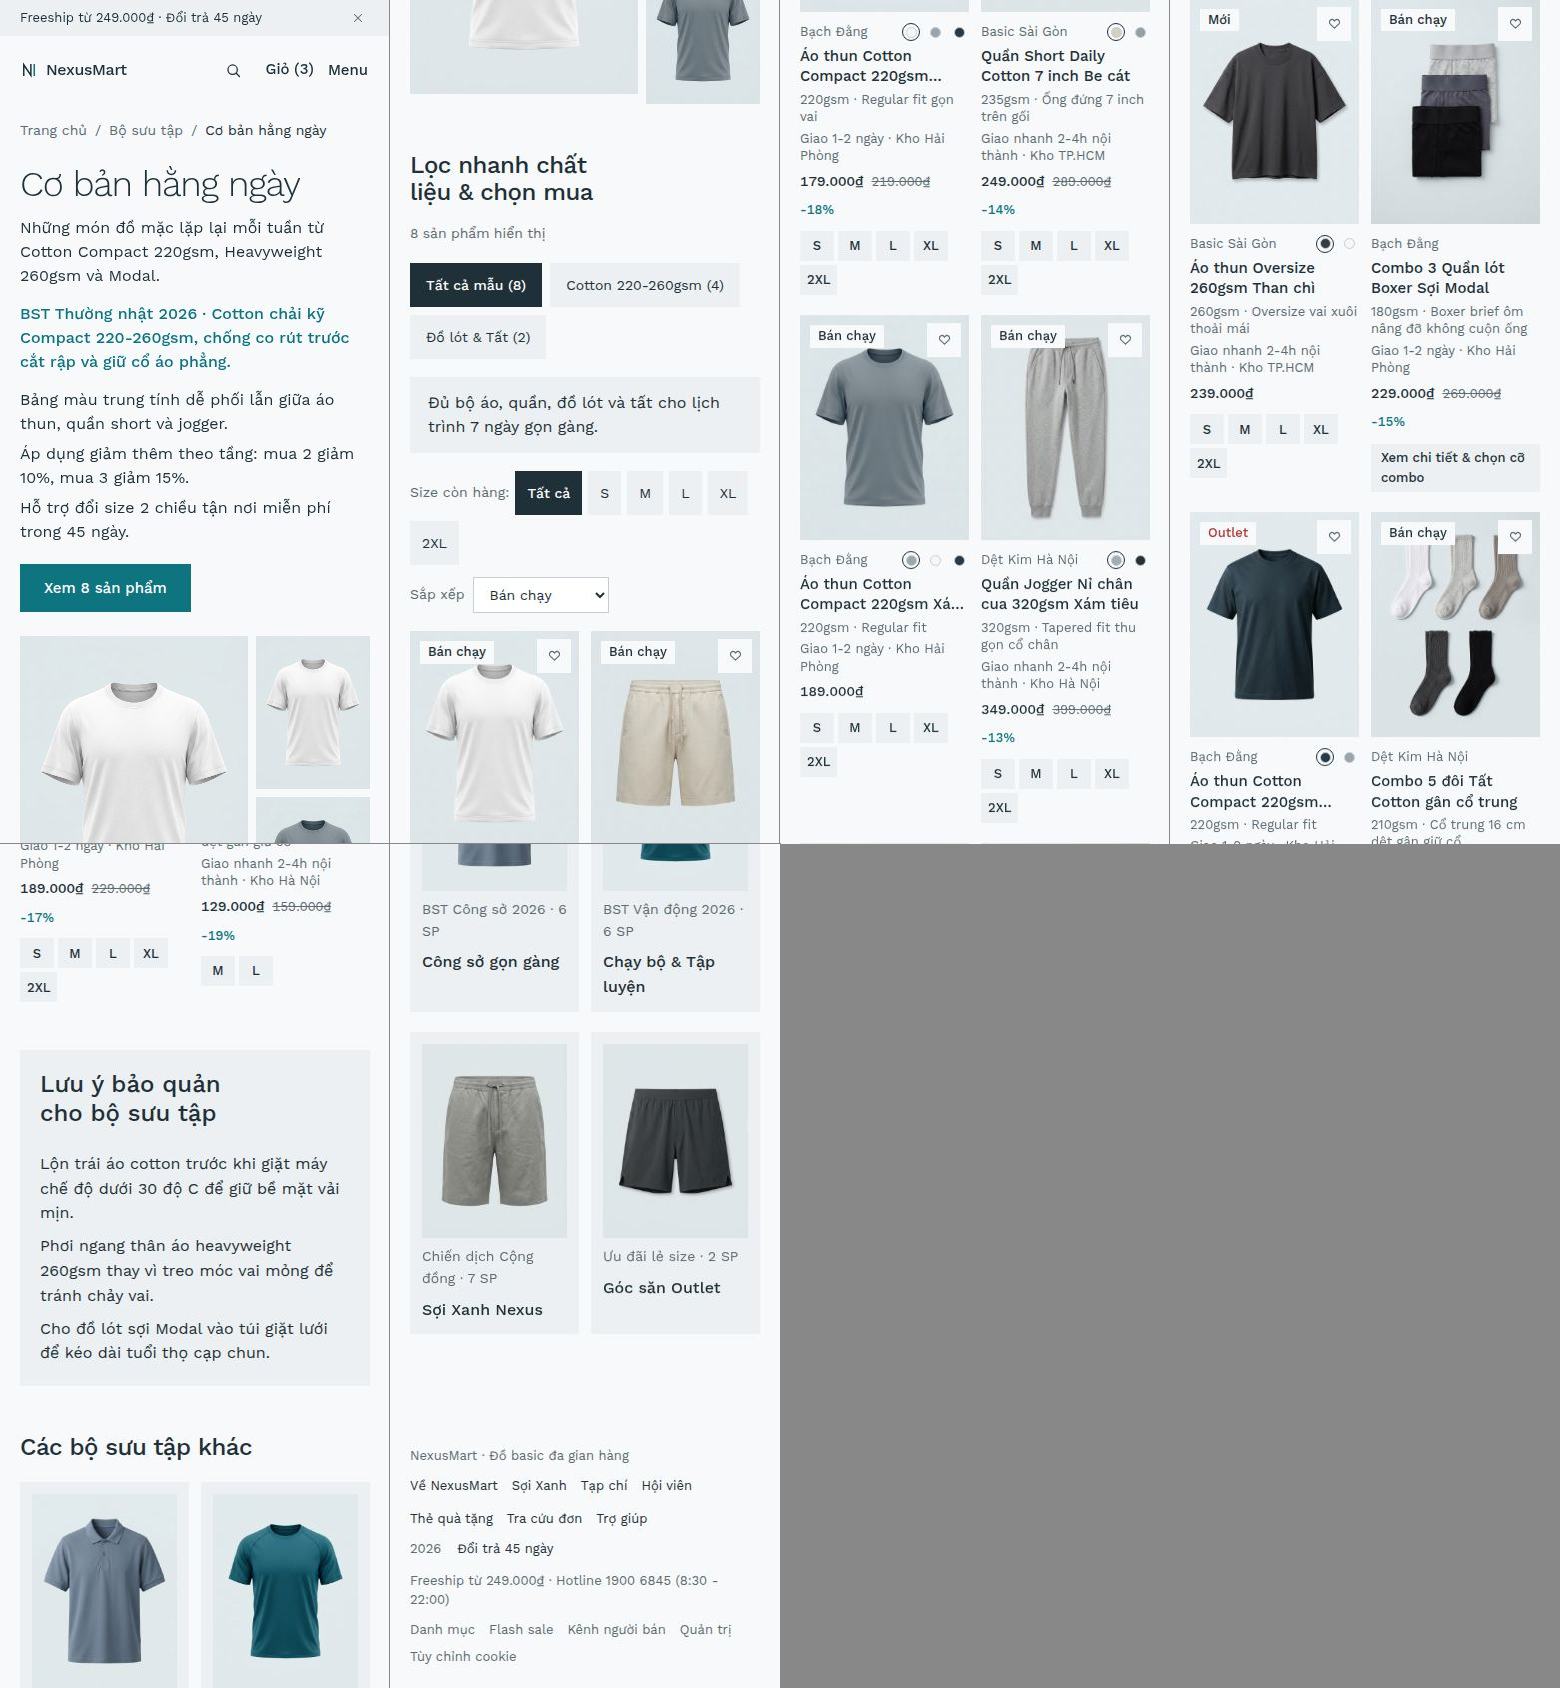 Freeship từ 249.000₫ · Đổi trả 45 ngày
NexusMart
Giỏ (3)
Menu
Trang chủ / Bộ sưu tập / Cơ bản hằng ngày
Cơ bản hằng ngày
Những món đồ mặc lặp lại mỗi tuần từ
Cotton Compact 220gsm, Heavyweight
260gsm và Modal.
BST Thường nhật 2026 · Cotton chải kỹ
Compact 220-260gsm, chống co rút trước
cắt rập và giữ cổ áo phẳng.
Bảng màu trung tính dễ phối lẫn giữa áo
thun, quần short và jogger.
Áp dụng giảm thêm theo tầng: mua 2 giảm
10%, mua 3 giảm 15%.
Hỗ trợ đổi size 2 chiều tận nơi miễn phí
trong 45 ngày.
Xem 8 sản phẩm
Lọc nhanh chất
liệu & chọn mua
8 sản phẩm hiển thị
Tất cả mẫu (8)
Cotton 220-260gsm (4)
Đồ lót & Tất (2)
Đủ bộ áo, quần, đồ lót và tất cho lịch
trình 7 ngày gọn gàng.
Size còn hàng:
Tất cả
S
M
L
XL
2XL
Sắp xếp
Bán chạy
Bán chạy
Bán chạy
Bạch Đằng
Áo thun Cotton
Compact 220gsm...
220gsm · Regular fit gọn
vai
Giao 1-2 ngày · Kho Hải
Phòng
179.000₫ 219.000₫
-18%
S
M
L
XL
2XL
Basic Sài Gòn
Quần Short Daily
Cotton 7 inch Be cát
235gsm · Ống đứng 7 inch
trên gối
Giao nhanh 2-4h nội
thành · Kho TP.HCM
249.000₫ 289.000₫
-14%
S
M
L
XL
2XL
Bán chạy
Bạch Đằng
Áo thun Cotton
Compact 220gsm Xá...
220gsm · Regular fit
Giao 1-2 ngày · Kho Hải
Phòng
189.000₫
S
M
L
XL
2XL
Bán chạy
Dệt Kim Hà Nội
Quần Jogger Nỉ chân
cua 320gsm Xám tiêu
320gsm · Tapered fit thu
gọn cổ chân
Giao nhanh 2-4h nội
thành · Kho Hà Nội
349.000₫ 399.000₫
-13%
S
M
L
XL
2XL
Mới
Basic Sài Gòn
Áo thun Oversize
260gsm Than chì
260gsm · Oversize vai xuôi
thoải mái
Giao nhanh 2-4h nội
thành · Kho TP.HCM
239.000₫
S
M
L
XL
2XL
Bán chạy
Bạch Đằng
Combo 3 Quần lót
Boxer Sợi Modal
180gsm · Boxer brief ôm
nâng đỡ không cuộn ống
Giao 1-2 ngày · Kho Hải
Phòng
229.000₫ 269.000₫
-15%
Xem chi tiết & chọn cỡ
combo
Outlet
Bạch Đằng
Áo thun Cotton
Compact 220gsm...
220gsm · Regular fit
Giao 1-2 ngày · Kho Hải
Bán chạy
Dệt Kim Hà Nội
Combo 5 đôi Tất
Cotton gân cổ trung
210gsm · Cổ trung 16 cm
dệt gân giữ cổ
Giao 1-2 ngày · Kho Hải
Phòng
189.000₫ 229.000₫
-17%
S
M
L
XL
2XL
dệt gân giữ cổ
Giao nhanh 2-4h nội
thành · Kho Hà Nội
129.000₫ 159.000₫
-19%
M
L
Lưu ý bảo quản
cho bộ sưu tập
Lộn trái áo cotton trước khi giặt máy
chế độ dưới 30 độ C để giữ bề mặt vải
mịn.
Phơi ngang thân áo heavyweight
260gsm thay vì treo móc vai mỏng để
tránh chảy vai.
Cho đồ lót sợi Modal vào túi giặt lưới
để kéo dài tuổi thọ cạp chun.
Các bộ sưu tập khác
BST Công sở 2026 · 6
SP
Công sở gọn gàng
BST Vận động 2026 ·
6 SP
Chạy bộ & Tập
luyện
Chiến dịch Cộng
đồng · 7 SP
Sợi Xanh Nexus
Ưu đãi lẻ size · 2 SP
Góc săn Outlet
NexusMart · Đồ basic đa gian hàng
Về NexusMart
Sợi Xanh
Tạp chí
Hội viên
Thẻ quà tặng
Tra cứu đơn
Trợ giúp
2026
Đổi trả 45 ngày
Freeship từ 249.000₫ · Hotline 1900 6845 (8:30 -
22:00)
Danh mục
Flash sale
Kênh người bán
Quản trị
Tùy chỉnh cookie